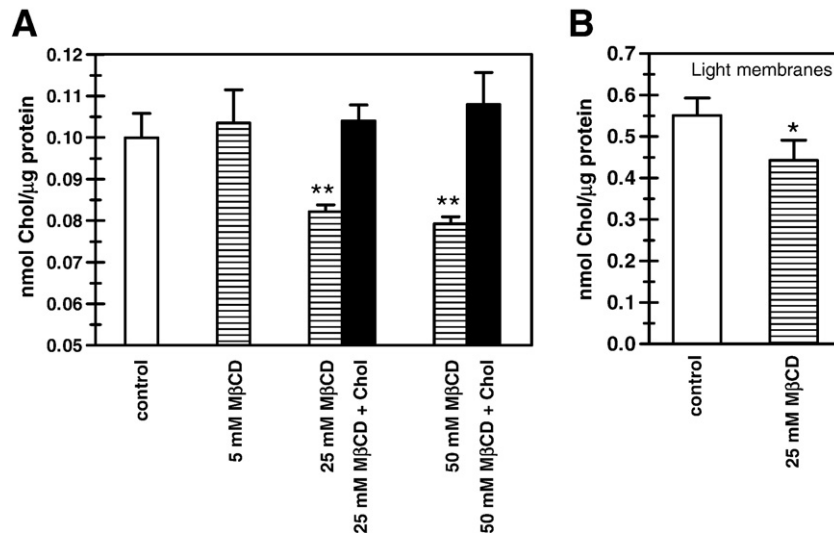 A
nmol Chol/µg protein
0.12
0.11
0.10
0.09
0.08
0.07
0.06
0.05
**
**
control
5 mM MβCD
25 mM MβCD
25 mM MβCD + Chol
50 mM MβCD
50 mM MβCD + Chol
B
Light membranes
nmol Chol/µg protein
0.7
0.6
0.5
0.4
0.3
0.2
0.1
0.0
*
control
25 mM MβCD